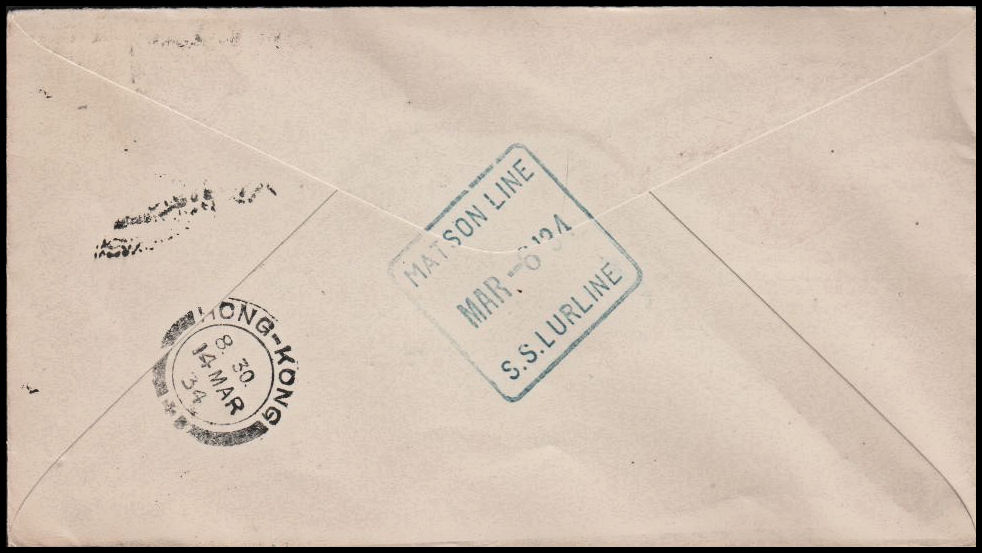 MATSON LINE
MAR -6 '34
S.S. LURLINE
HONG-KONG
8. 30.
14 MAR
34